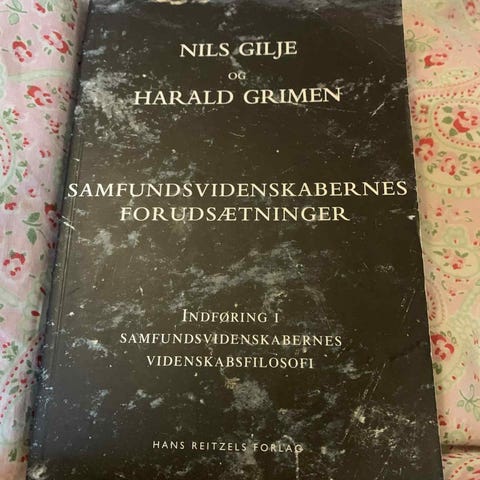 NILS GILJE
OG
HARALD GRIMEN
SAMFUNDSVIDENSKABERNES
FORUDSÆTNINGER
INDFØRING I
SAMFUNDSVIDENSKABERNES
VIDENSKABSFILOSOFI
HANS REITZELS FORLAG